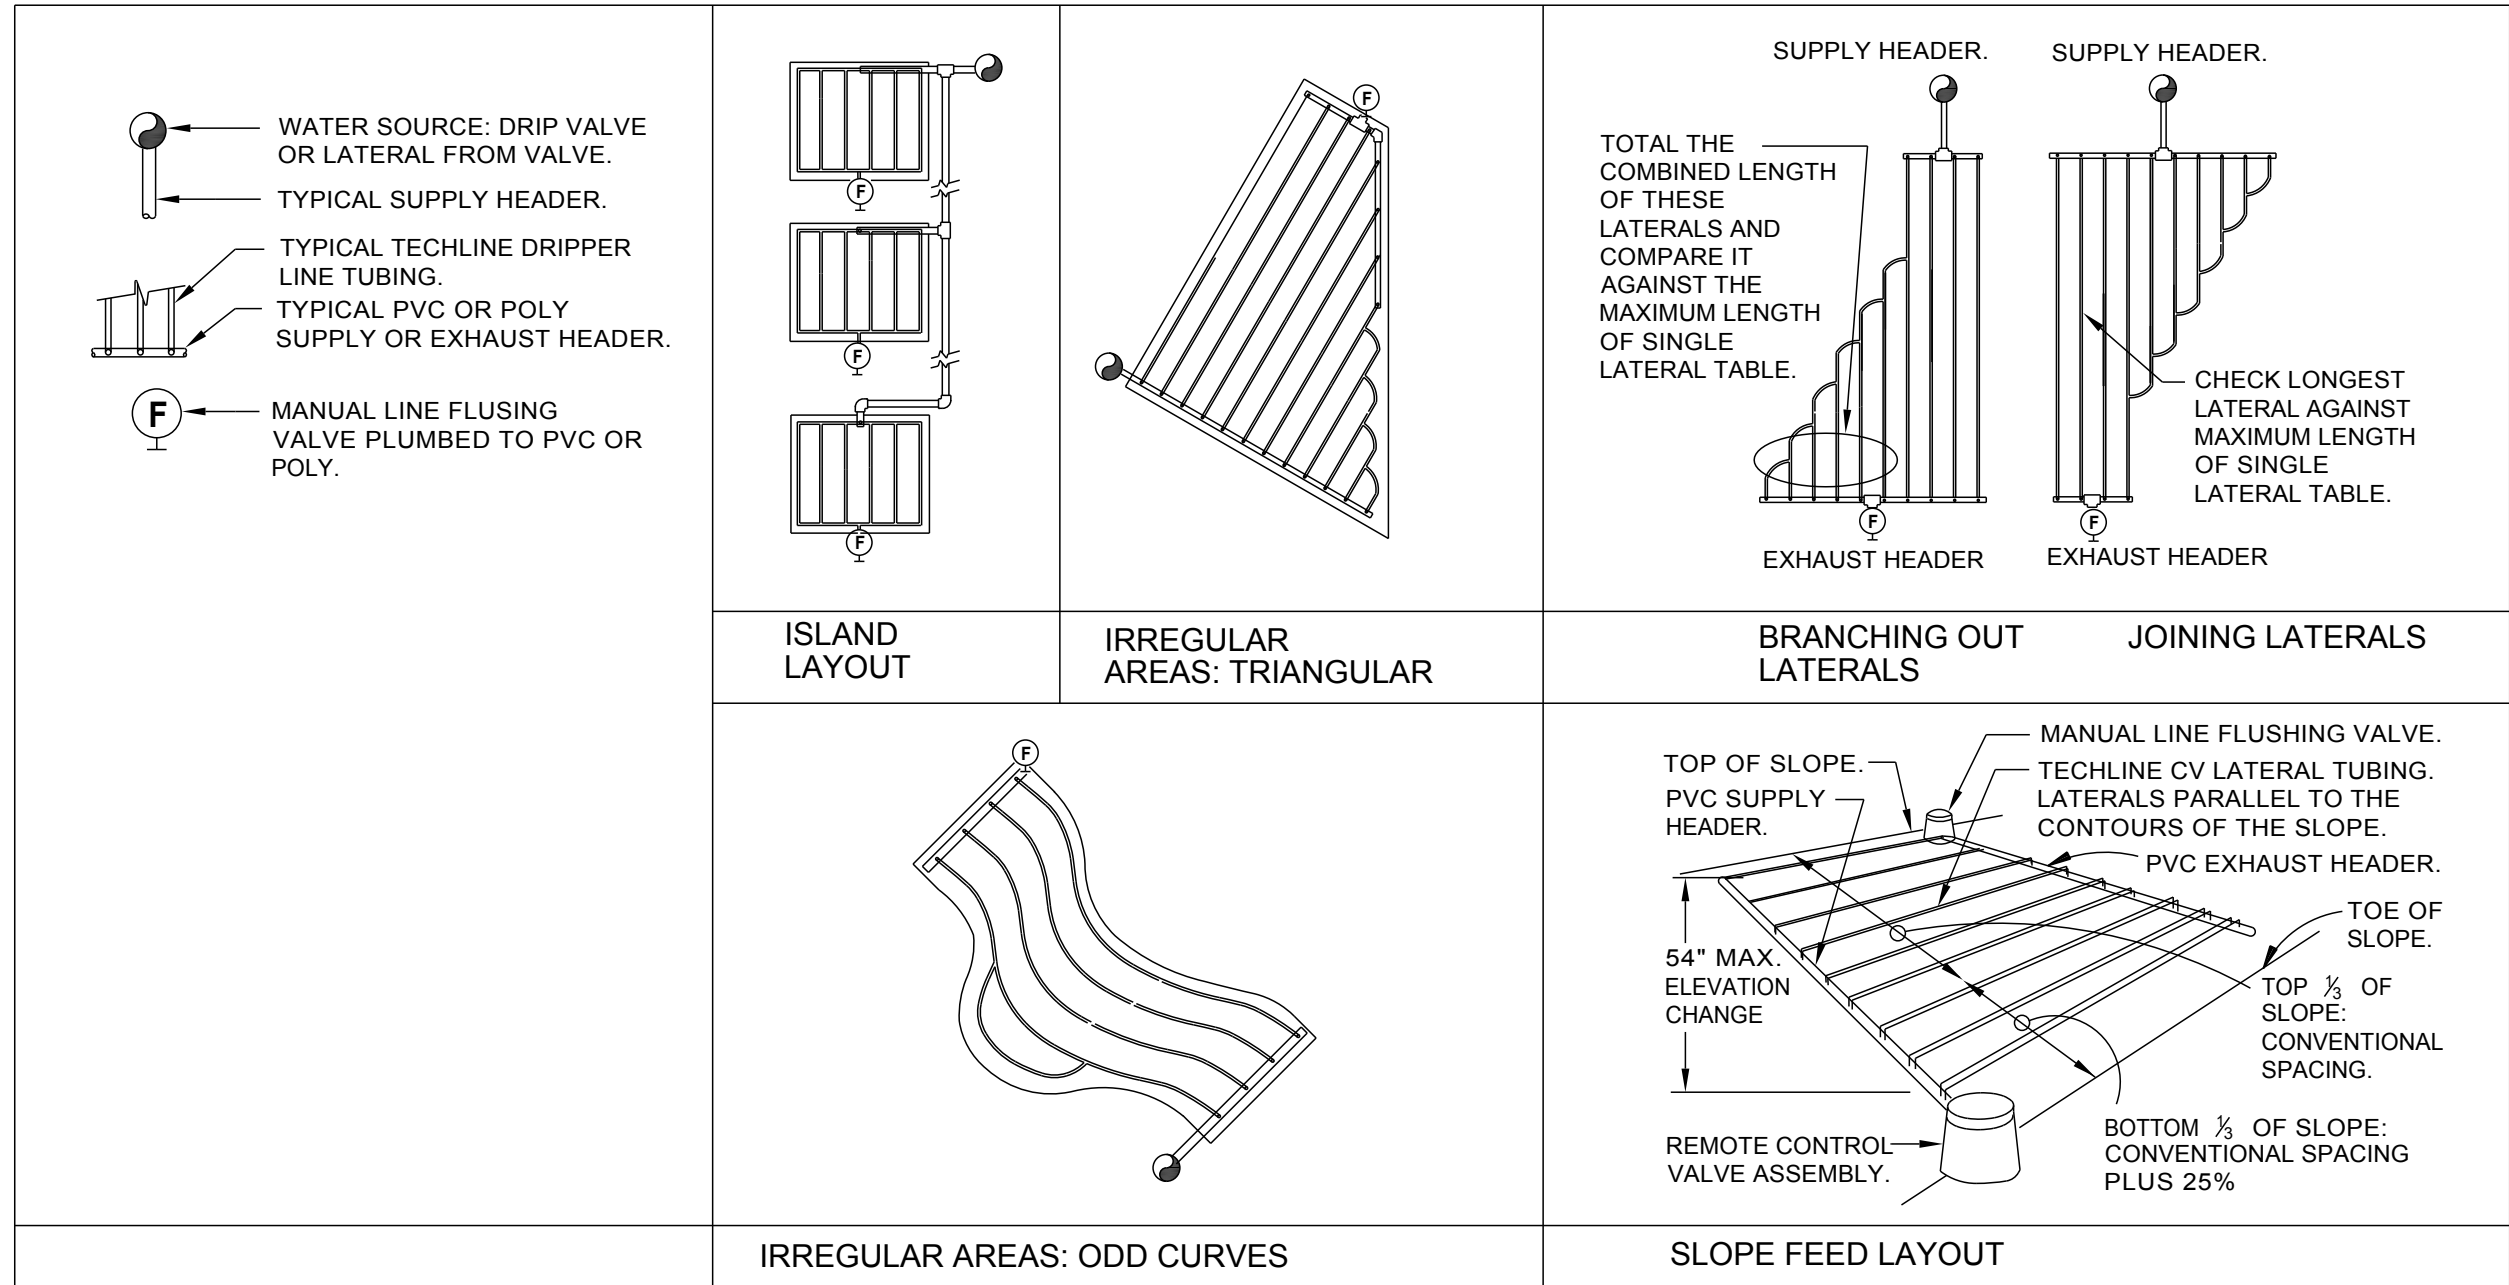 WATER SOURCE: DRIP VALVE
OR LATERAL FROM VALVE.
TYPICAL SUPPLY HEADER.
TYPICAL TECHLINE DRIPPER
LINE TUBING.
TYPICAL PVC OR POLY
SUPPLY OR EXHAUST HEADER.
F
MANUAL LINE FLUSING
VALVE PLUMBED TO PVC OR
POLY.
F
F
F
ISLAND
LAYOUT
F
IRREGULAR
AREAS: TRIANGULAR
SUPPLY HEADER.
TOTAL THE
COMBINED LENGTH
OF THESE
LATERALS AND
COMPARE IT
AGAINST THE
MAXIMUM LENGTH
OF SINGLE
LATERAL TABLE.
F
EXHAUST HEADER
SUPPLY HEADER.
CHECK LONGEST
LATERAL AGAINST
MAXIMUM LENGTH
OF SINGLE
LATERAL TABLE.
F
EXHAUST HEADER
BRANCHING OUT
LATERALS
JOINING LATERALS
F
IRREGULAR AREAS: ODD CURVES
MANUAL LINE FLUSHING VALVE.
TOP OF SLOPE.
TECHLINE CV LATERAL TUBING.
LATERALS PARALLEL TO THE
CONTOURS OF THE SLOPE.
PVC SUPPLY
HEADER.
PVC EXHAUST HEADER.
TOE OF
SLOPE.
54" MAX.
ELEVATION
CHANGE
TOP ⅓ OF
SLOPE:
CONVENTIONAL
SPACING.
BOTTOM ⅓ OF SLOPE:
CONVENTIONAL SPACING
PLUS 25%
REMOTE CONTROL
VALVE ASSEMBLY.
SLOPE FEED LAYOUT